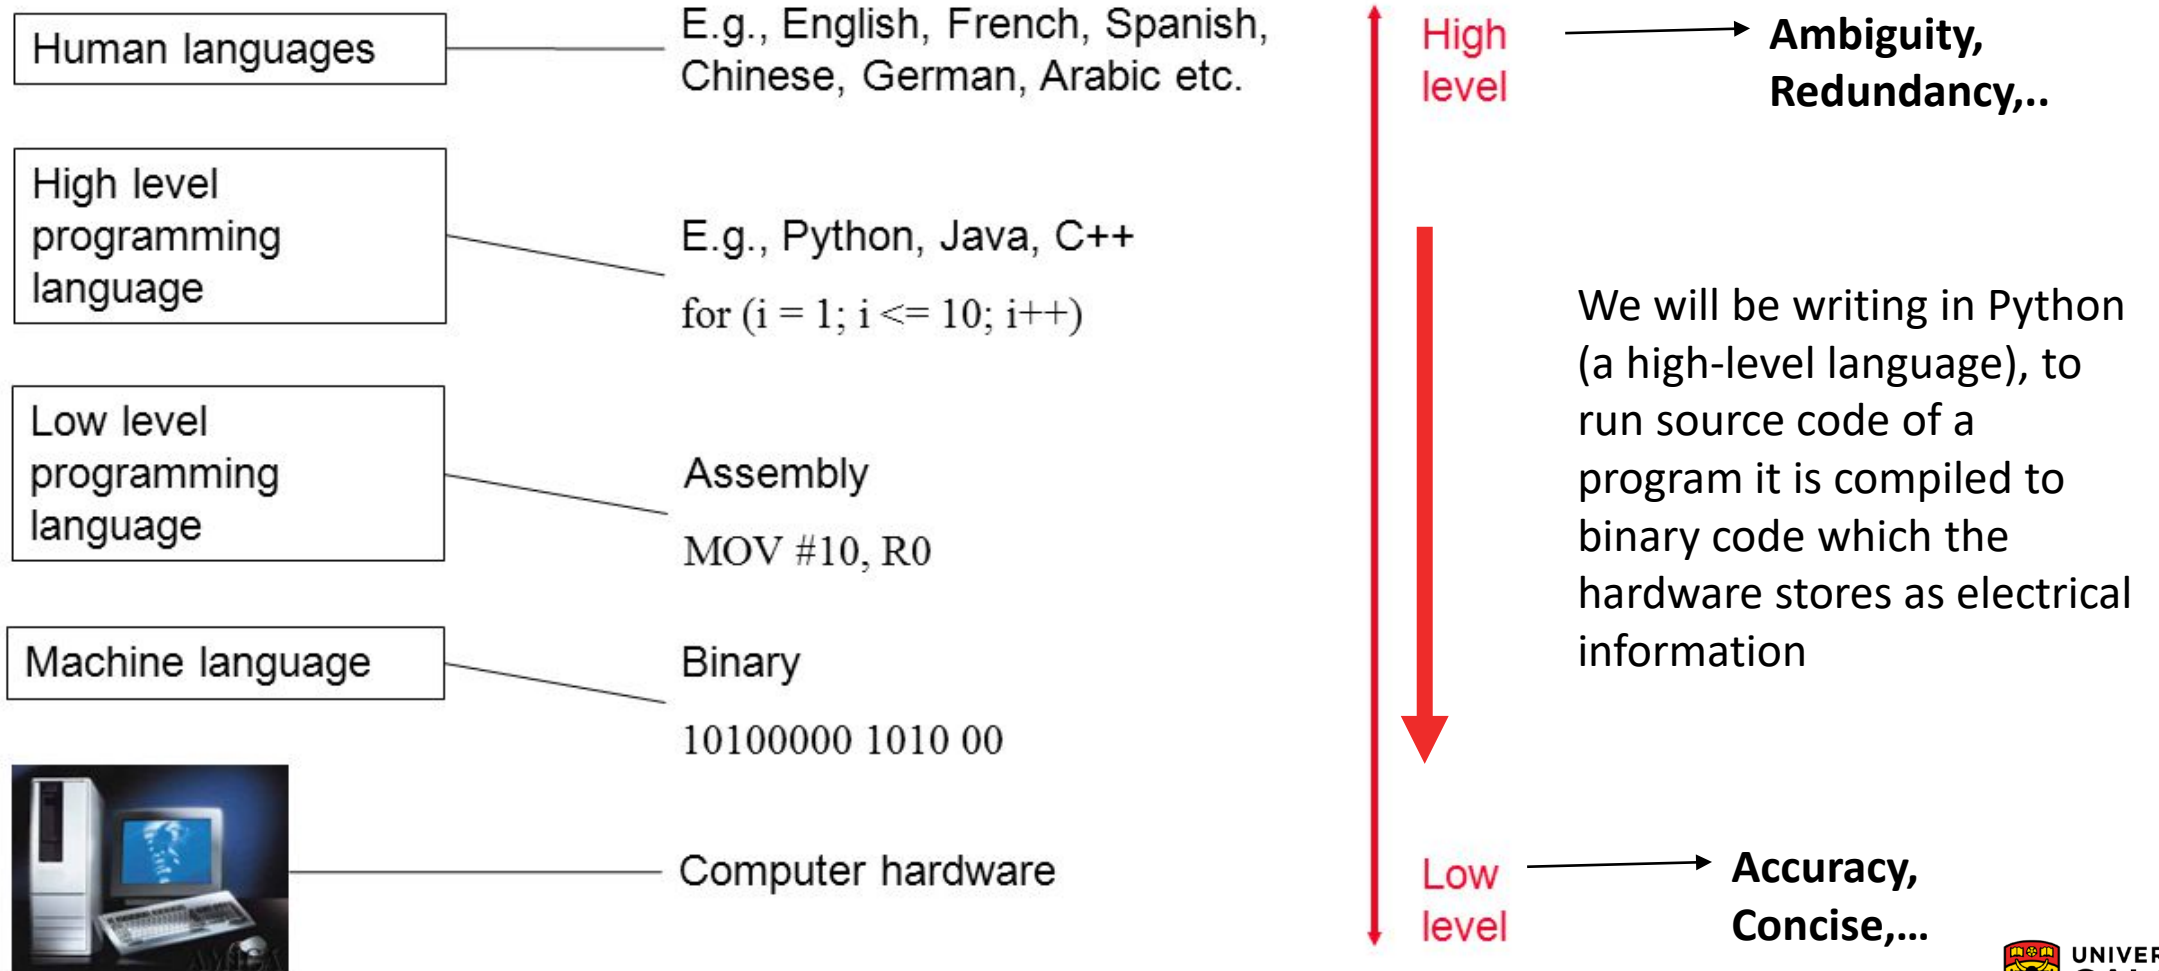 Human languages
E.g., English, French, Spanish,
Chinese, German, Arabic etc.
High
level
Ambiguity,
Redundancy,..
High level
programming
language
E.g., Python, Java, C++
for (i = 1; i <= 10; i++)
We will be writing in Python
(a high-level language), to
run source code of a
program it is compiled to
binary code which the
hardware stores as electrical
information
Low level
programming
language
Assembly
MOV #10, R0
Machine language
Binary
10100000 1010 00
Computer hardware
Low
level
Accuracy,
Concise,...